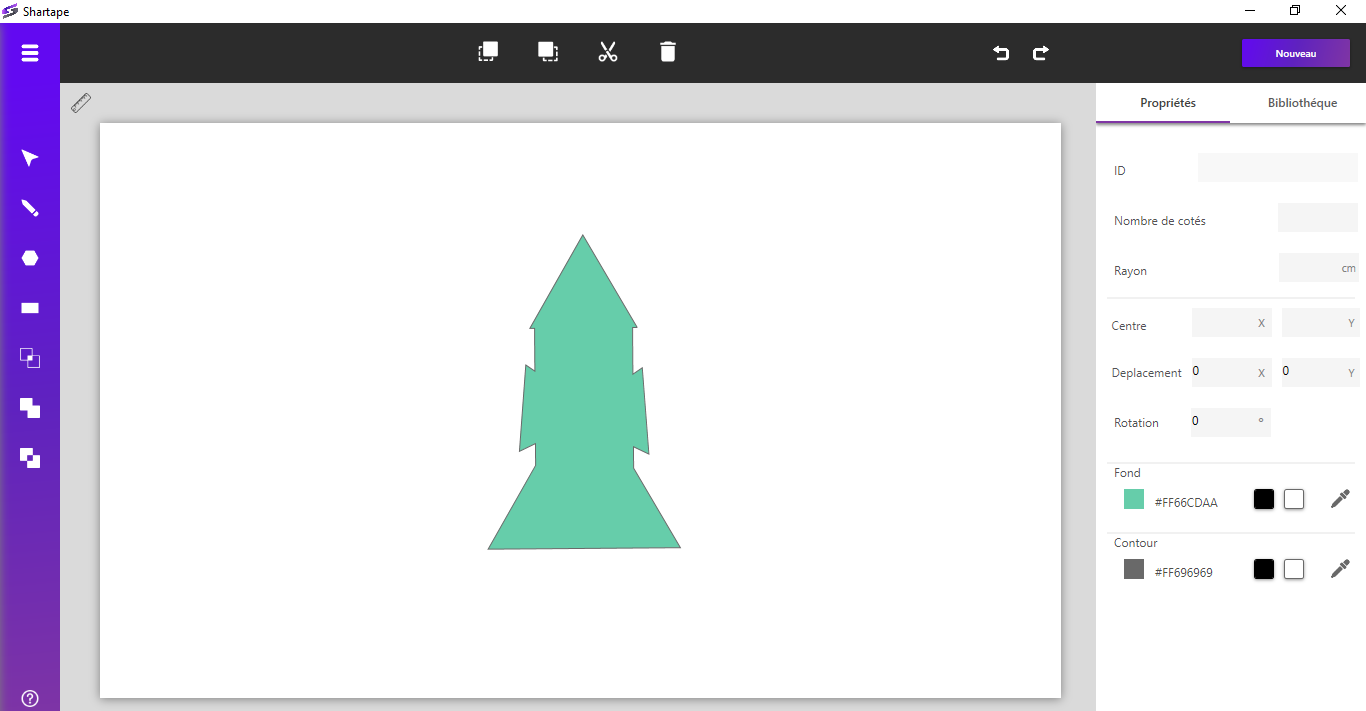 Shartape
Nouveau
Propriétés
Bibliothéque
ID
Nombre de cotés
Rayon
cm
Centre
X
Y
Deplacement
0
X
0
Y
Rotation
0
°
Fond
#FF66CDAA
Contour
#FF696969
?